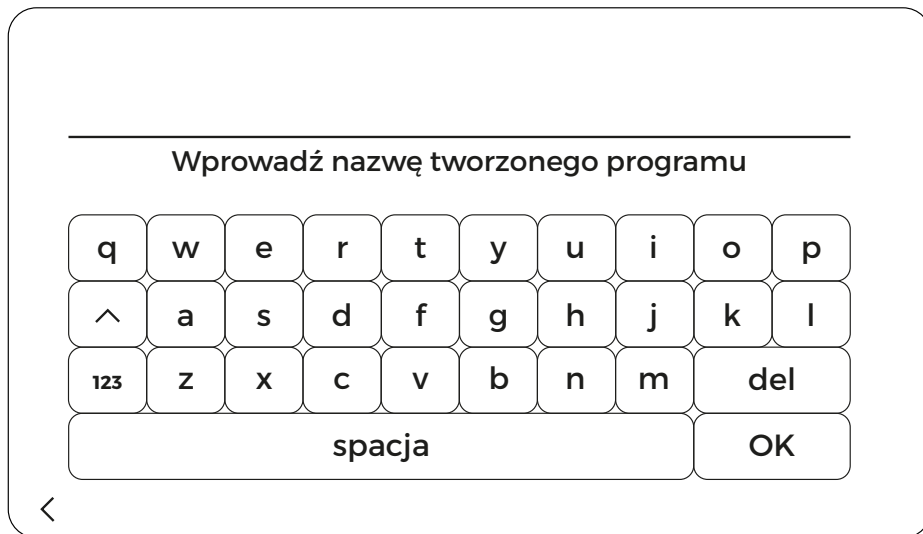 Wprowadź nazwę tworzonego programu
q w e r t y u i o p
a s d f g h j k l
123 z x c v b n m del
spacja OK